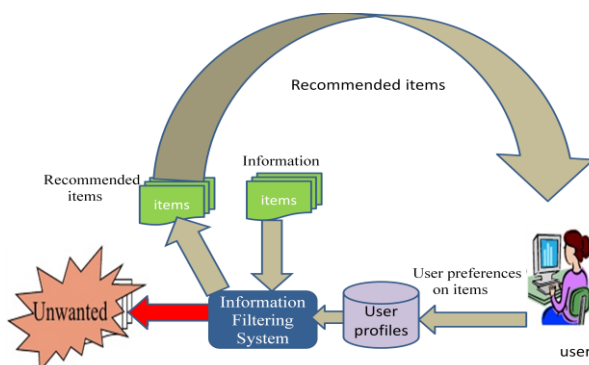 Recommended items
Information
Recommended
items
items
items
User preferences
on items
Unwanted
Information
Filtering
System
User
profiles
user